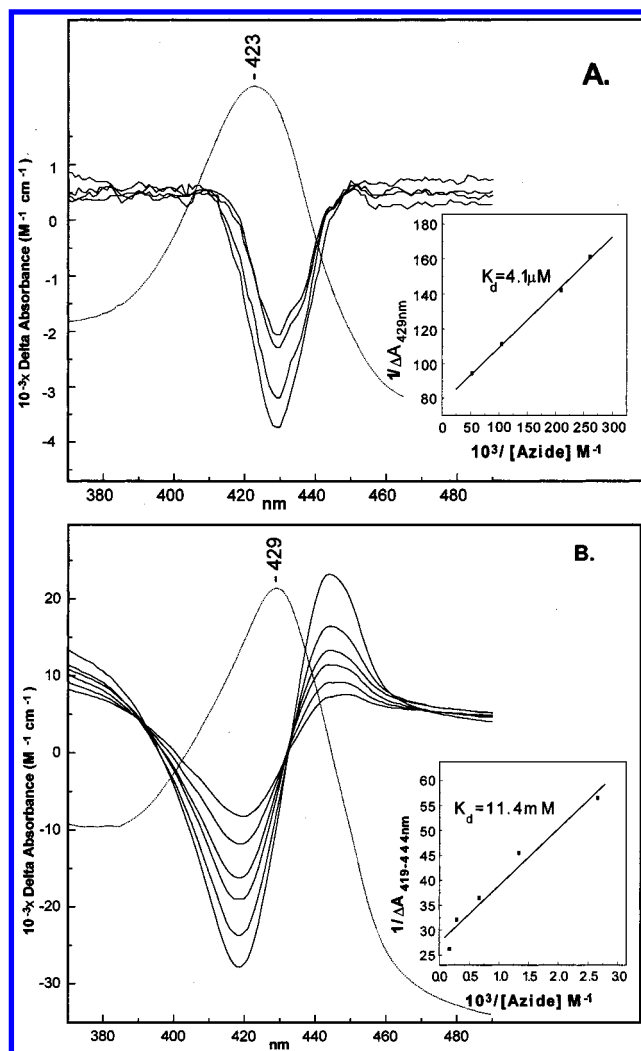 - 423
A.
10-3x Delta Absorbance (M-1 cm-1)
1
0
-1
-2
-3
-4
380 400 420 440 460 480
nm
1/ΔA429nm
180
160
140
120
100
80
Kd=4.1μM
0 50 100 150 200 250 300
10³/ [Azide] M-1
- 429
B.
10-3x Delta Absorbance (M-1 cm-1)
20
10
0
-10
-20
-30
380 400 420 440 460 480
nm
1/ΔA419-444nm
60
55
50
45
40
35
30
25
Kd=11.4mM
0.0 0.5 1.0 1.5 2.0 2.5 3.0
10³/ [Azide] M-1